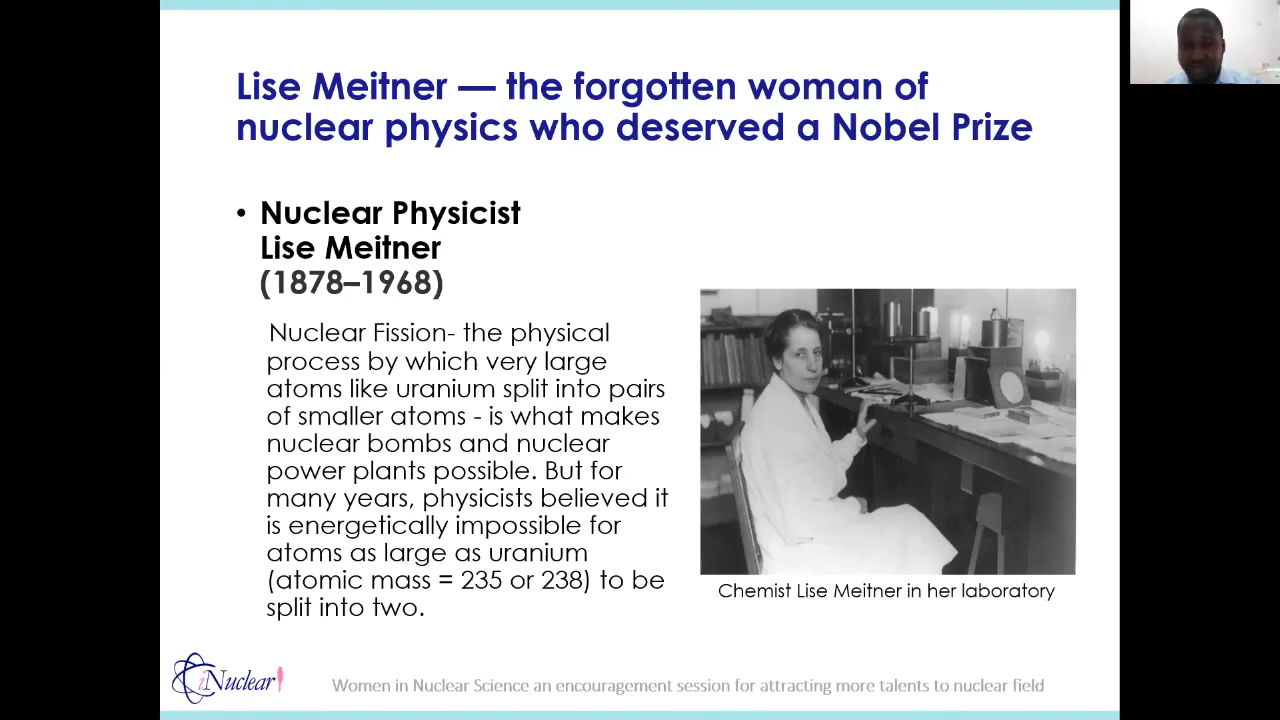 Lise Meitner — the forgotten woman of
nuclear physics who deserved a Nobel Prize
• Nuclear Physicist
Lise Meitner
(1878–1968)
Nuclear Fission- the physical
process by which very large
atoms like uranium split into pairs
of smaller atoms - is what makes
nuclear bombs and nuclear
power plants possible. But for
many years, physicists believed it
is energetically impossible for
atoms as large as uranium
(atomic mass = 235 or 238) to be
split into two.
Chemist Lise Meitner in her laboratory
iNuclear
Women in Nuclear Science an encouragement session for attracting more talents to nuclear field